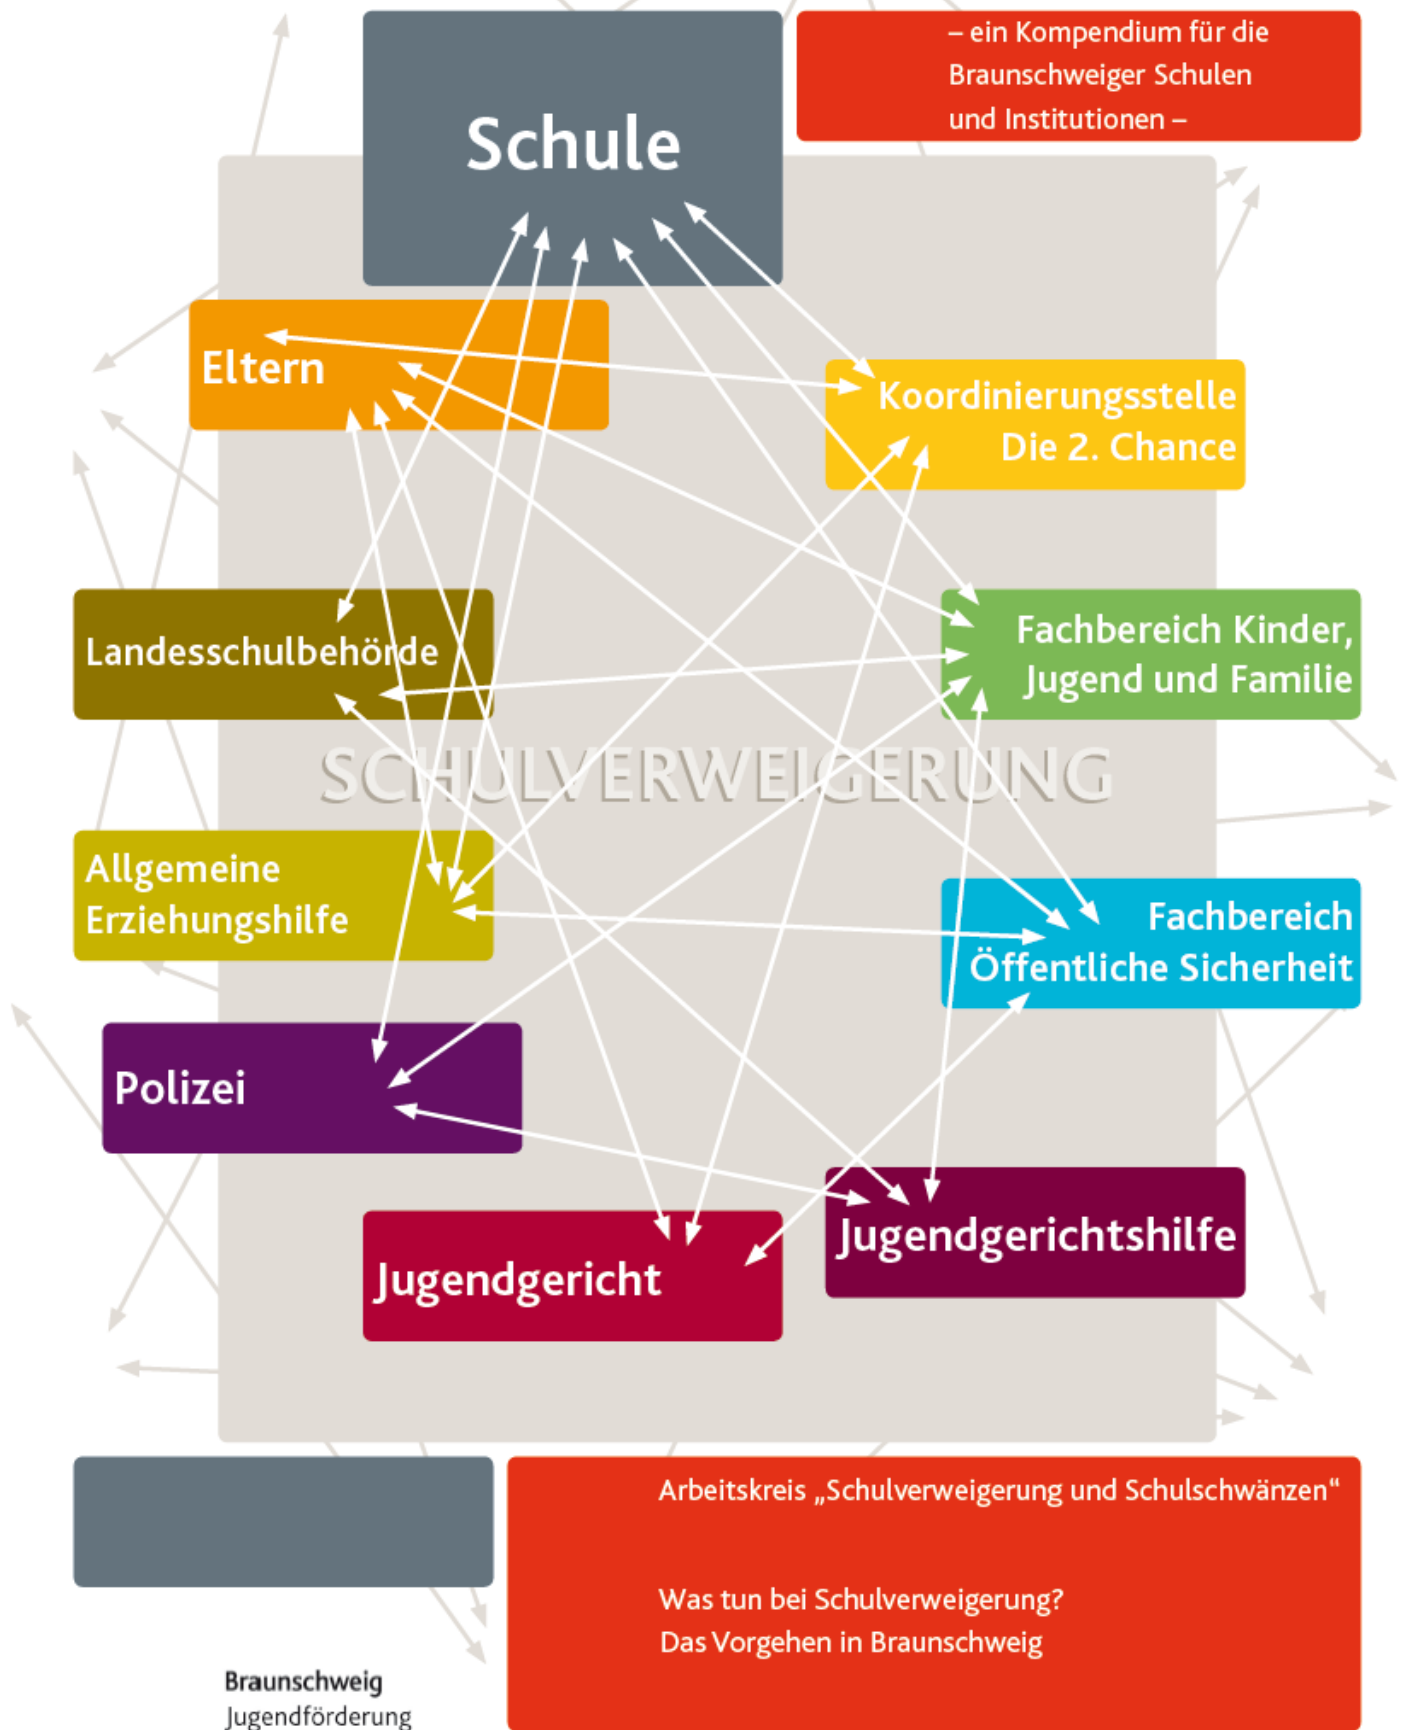 Schule
– ein Kompendium für die
Braunschweiger Schulen
und Institutionen –
Eltern
Koordinierungsstelle
Die 2. Chance
Landesschulbehörde
Fachbereich Kinder,
Jugend und Familie
SCHULVERWEIGERUNG
Allgemeine
Erziehungshilfe
Fachbereich
Öffentliche Sicherheit
Polizei
Jugendgerichtshilfe
Jugendgericht
Arbeitskreis „Schulverweigerung und Schulschwänzen“
Was tun bei Schulverweigerung?
Das Vorgehen in Braunschweig
Braunschweig
Jugendförderung